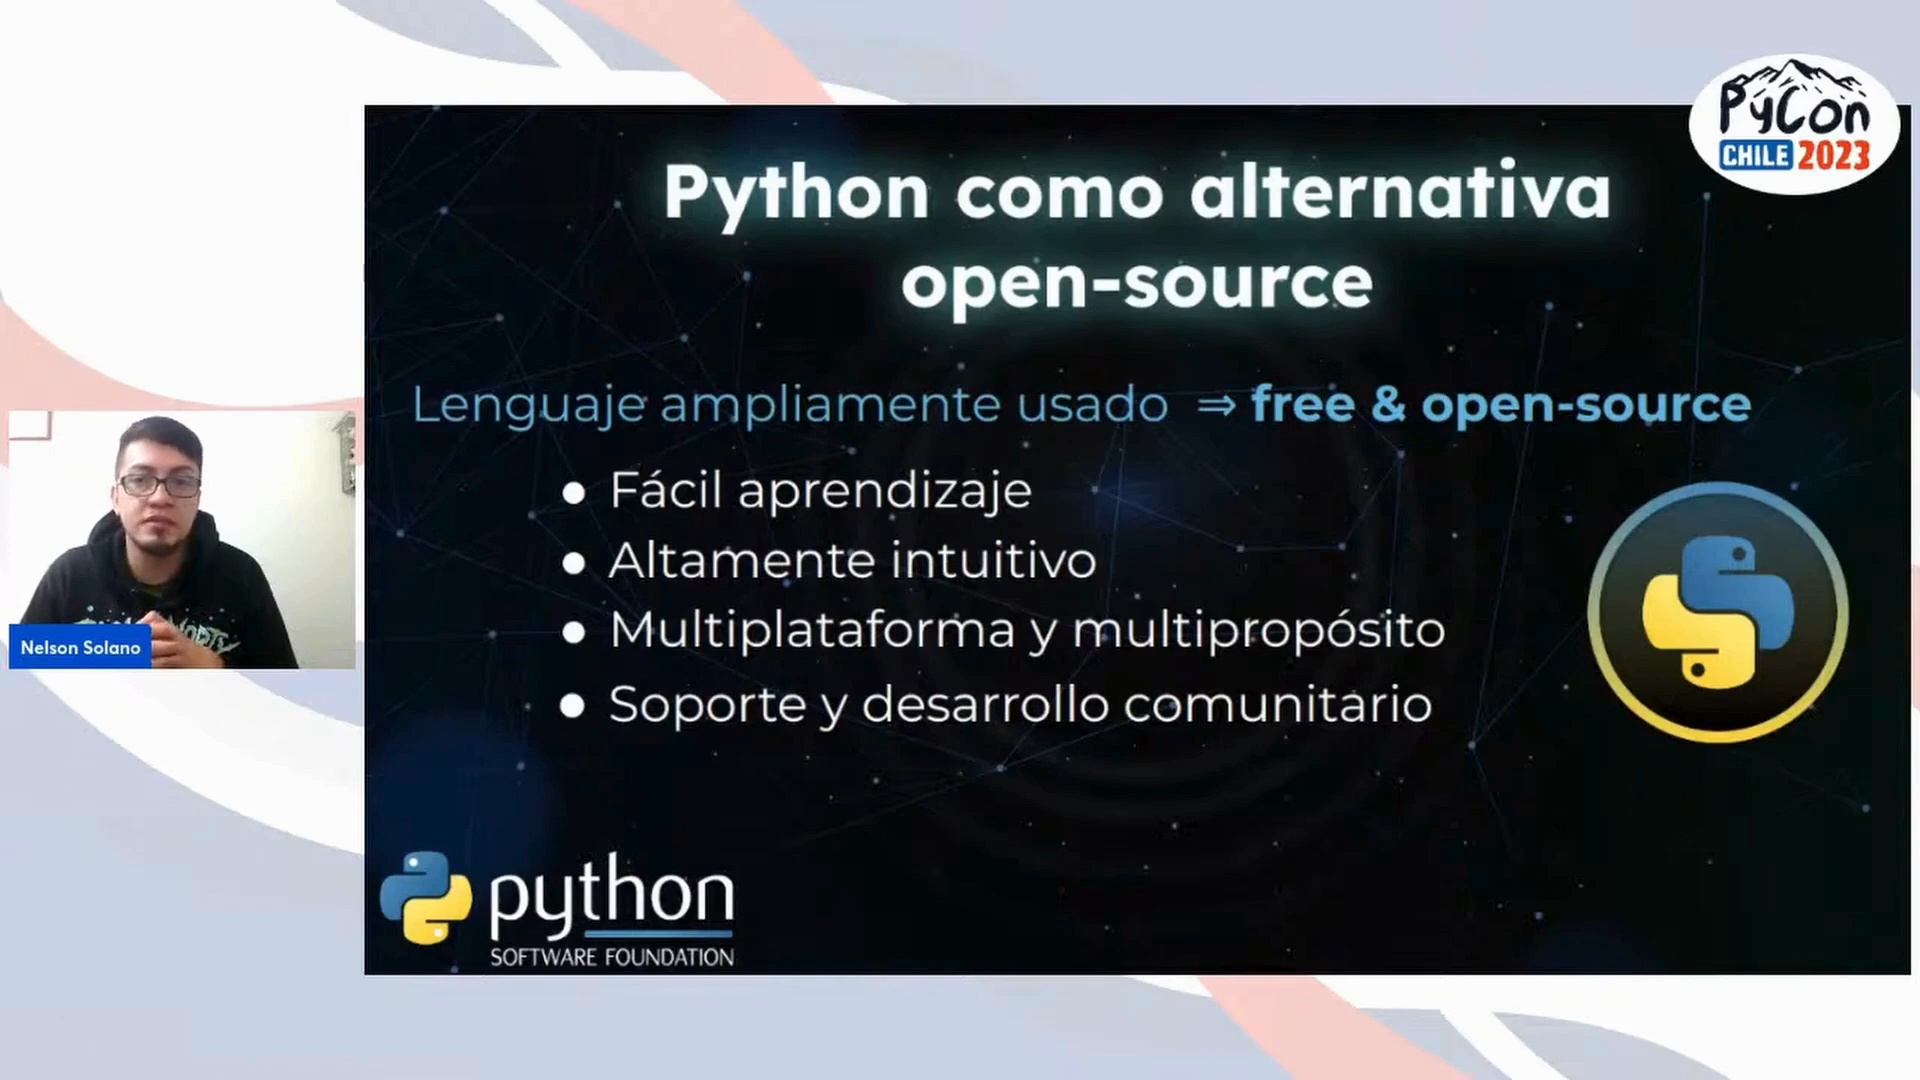 PyCon
CHILE 2023
Python como alternativa
open-source
Lenguaje ampliamente usado ⇒ free & open-source
● Fácil aprendizaje
● Altamente intuitivo
● Multiplataforma y multipropósito
● Soporte y desarrollo comunitario
Nelson Solano
python
SOFTWARE FOUNDATION